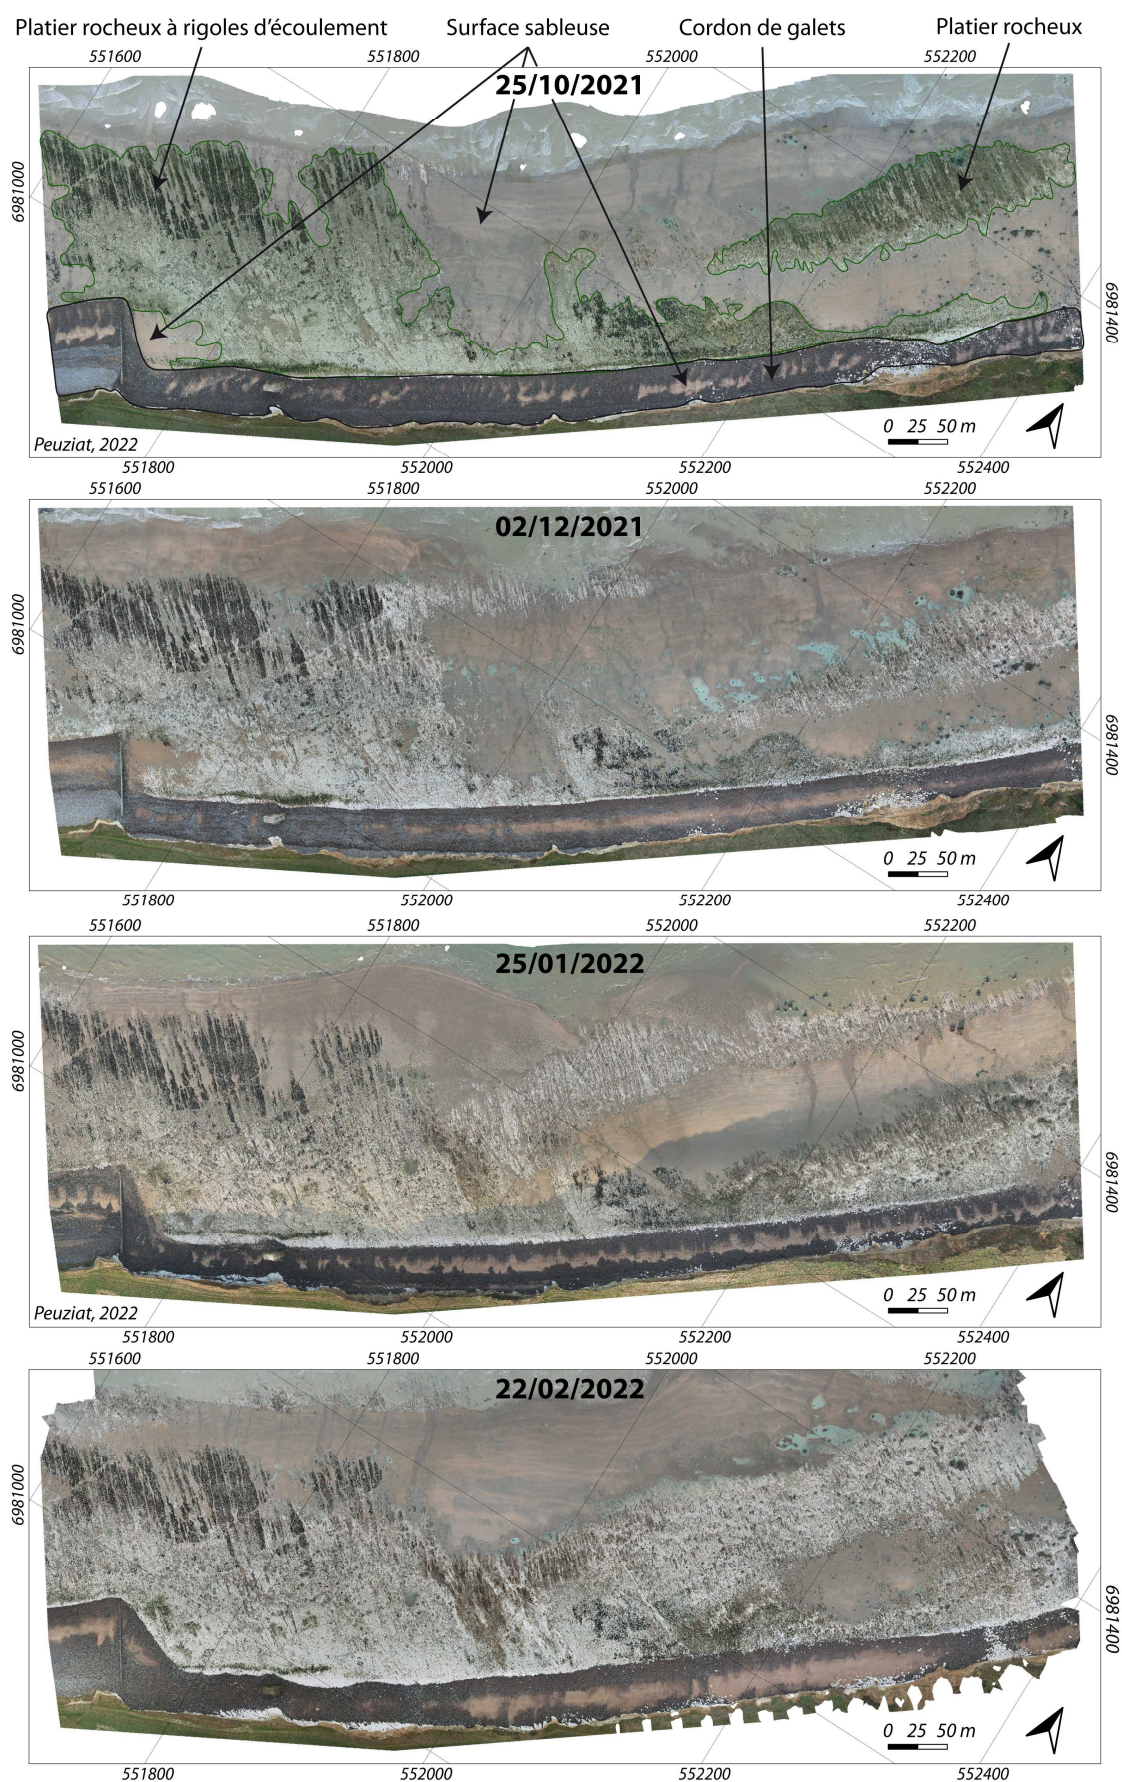 Platier rocheux à rigoles d'écoulement Surface sableuse Cordon de galets Platier rocheux
551600 551800 552000 552200
25/10/2021
6981000
6981400
0 25 50 m
Peuziat, 2022
551800 552000 552200 552400
551600 551800 552000 552200
02/12/2021
6981000
6981400
0 25 50 m
551800 552000 552200 552400
551600 551800 552000 552200
25/01/2022
6981000
6981400
0 25 50 m
Peuziat, 2022
551800 552000 552200 552400
551600 551800 552000 552200
22/02/2022
6981000
6981400
0 25 50 m
551800 552000 552200 552400